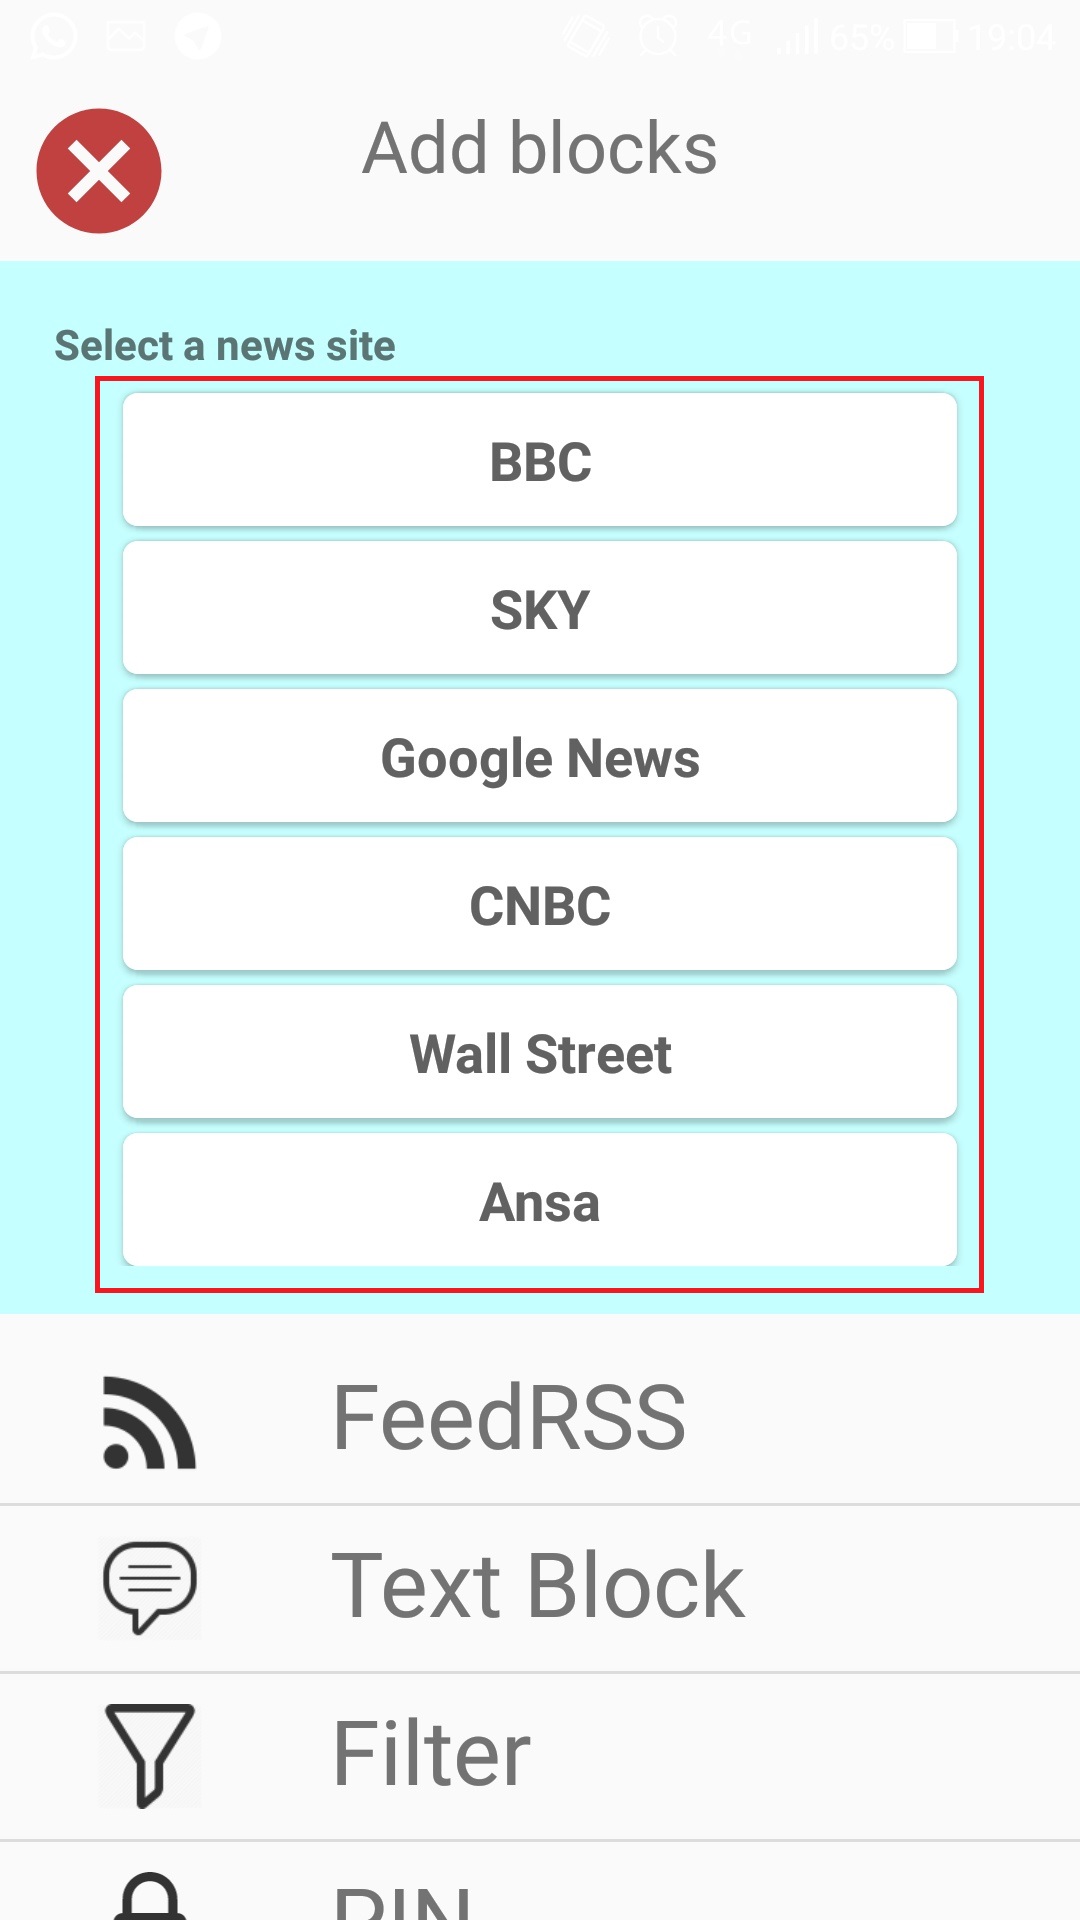 4G 65% 19:04
Add blocks
Select a news site
BBC
SKY
Google News
CNBC
Wall Street
Ansa
FeedRSS
Text Block
Filter
PIN